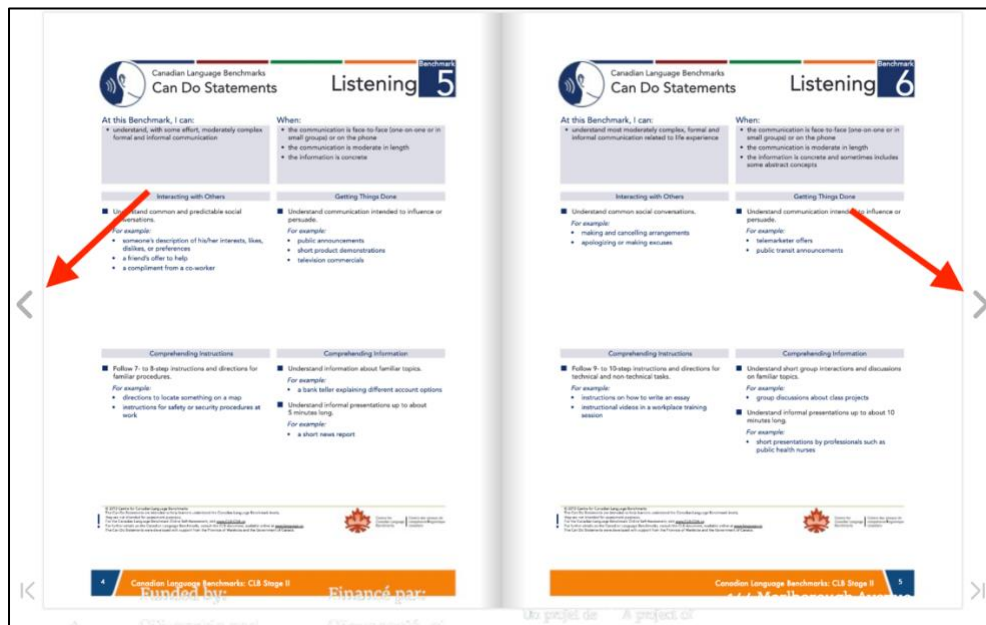 Canadian Language Benchmarks
Can Do Statements
Listening
Benchmark
5
At this Benchmark, I can:
• understand, with some effort, moderately complex
formal and informal communication
When:
• the communication is face-to-face (one-on-one or in
small groups) or on the phone
• the communication is moderate in length
• the information is concrete
Interacting with Others
■ Understand common and predictable social
conversations.
For example:
• someone's description of his/her interests, likes,
dislikes, or preferences
• a friend's offer to help
• a compliment from a co-worker
Getting Things Done
■ Understand communication intended to influence or
persuade.
For example:
• public announcements
• short product demonstrations
• television commercials
Comprehending Instructions
■ Follow 7- to 8-step instructions and directions for
familiar procedures.
For example:
• directions to locate something on a map
• instructions for safety or security procedures at
work
Comprehending Information
■ Understand information about familiar topics.
For example:
• a bank teller explaining different account options
■ Understand informal presentations up to about
5 minutes long.
For example:
• a short news report
4
Canadian Language Benchmarks: CLB Stage II
Funded by:
Financé par:
Canadian Language Benchmarks
Can Do Statements
Listening
Benchmark
6
At this Benchmark, I can:
• understand most moderately complex, formal and
informal communication related to life experience
When:
• the communication is face-to-face (one-on-one or in
small groups) or on the phone
• the communication is moderate in length
• the information is concrete and sometimes includes
some abstract concepts
Interacting with Others
■ Understand common social conversations.
For example:
• making and cancelling arrangements
• apologizing or making excuses
Getting Things Done
■ Understand communication intended to influence or
persuade.
For example:
• telemarketer offers
• public transit announcements
Comprehending Instructions
■ Follow 9- to 10-step instructions and directions for
technical and non-technical tasks.
For example:
• instructions on how to write an essay
• instructional videos in a workplace training
session
Comprehending Information
■ Understand short group interactions and discussions
on familiar topics.
For example:
• group discussions about class projects
■ Understand informal presentations up to about 10
minutes long.
For example:
• short presentations by professionals such as
public health nurses
Canadian Language Benchmarks: CLB Stage II
5
Marlborough Avenue
Un projet de
A project of